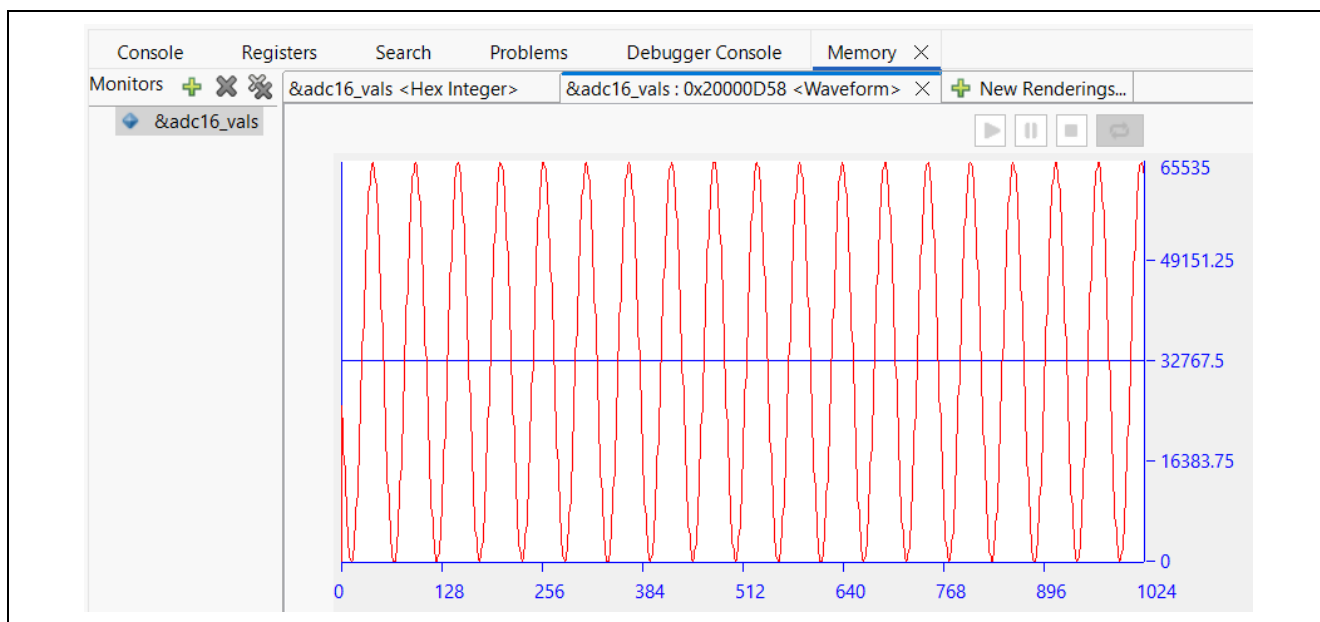 Console Registers Search Problems Debugger Console Memory
Monitors &adc16_vals <Hex Integer> &adc16_vals : 0x20000D58 <Waveform> New Renderings...
&adc16_vals
65535
49151.25
32767.5
16383.75
0
0 128 256 384 512 640 768 896 1024